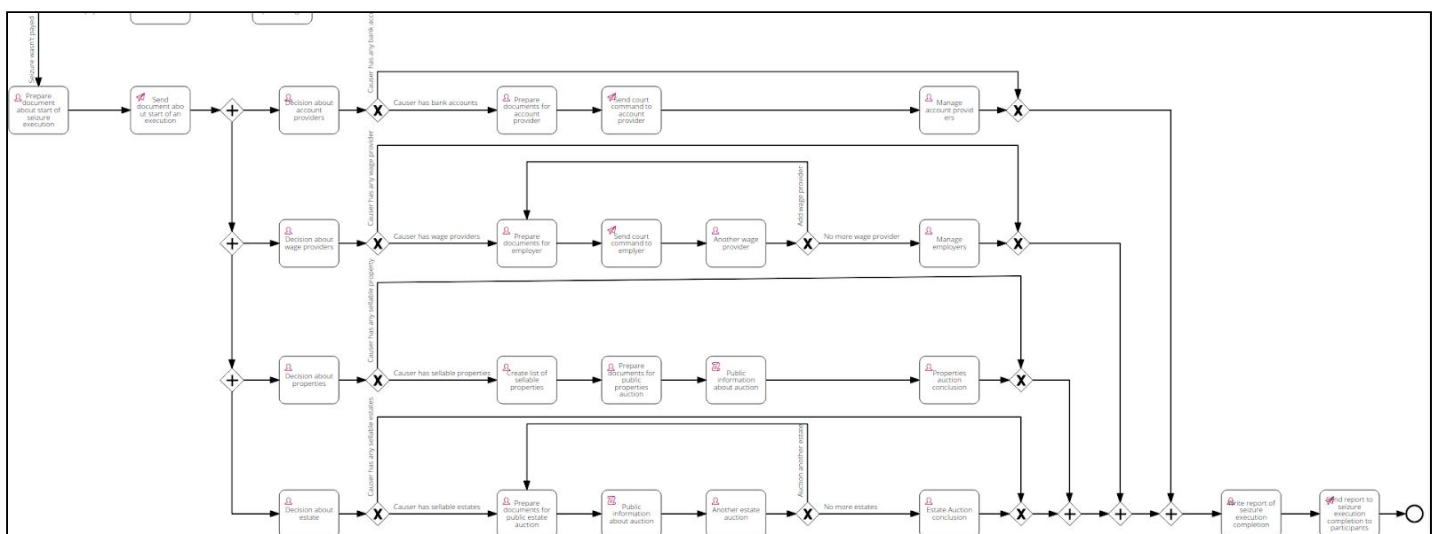 Seizure wasn't payed
Causer has any bank acc
Prepare
document
about start of
seizure
execution
Send
document abo
ut start of an
execution
Decision about
account
providers
Causer has bank accounts
Prepare
documents for
account
provider
Send court
command to
account
provider
Manage
account provid
ers
Causer has any wage provider
Add wage provider
Decision about
wage providers
Causer has wage providers
Prepare
documents for
employer
Send court
command to
emplyer
Another wage
provider
No more wage provider
Manage
employers
Causer has any sellable property
Decision about
properties
Causer has sellable properties
Create list of
sellable
properties
Prepare
documents for
public
properties
auction
Public
information
about auction
Properties
auction
conclusion
Causer has any sellable estates
Auction another estate
Decision about
estate
Causer has sellable estates
Prepare
documents for
public estate
auction
Public
information
about auction
Another estate
auction
No more estates
Estate Auction
conclusion
Write report of
seizure
execution
completion
Send report to
seizure
execution
completion to
participants